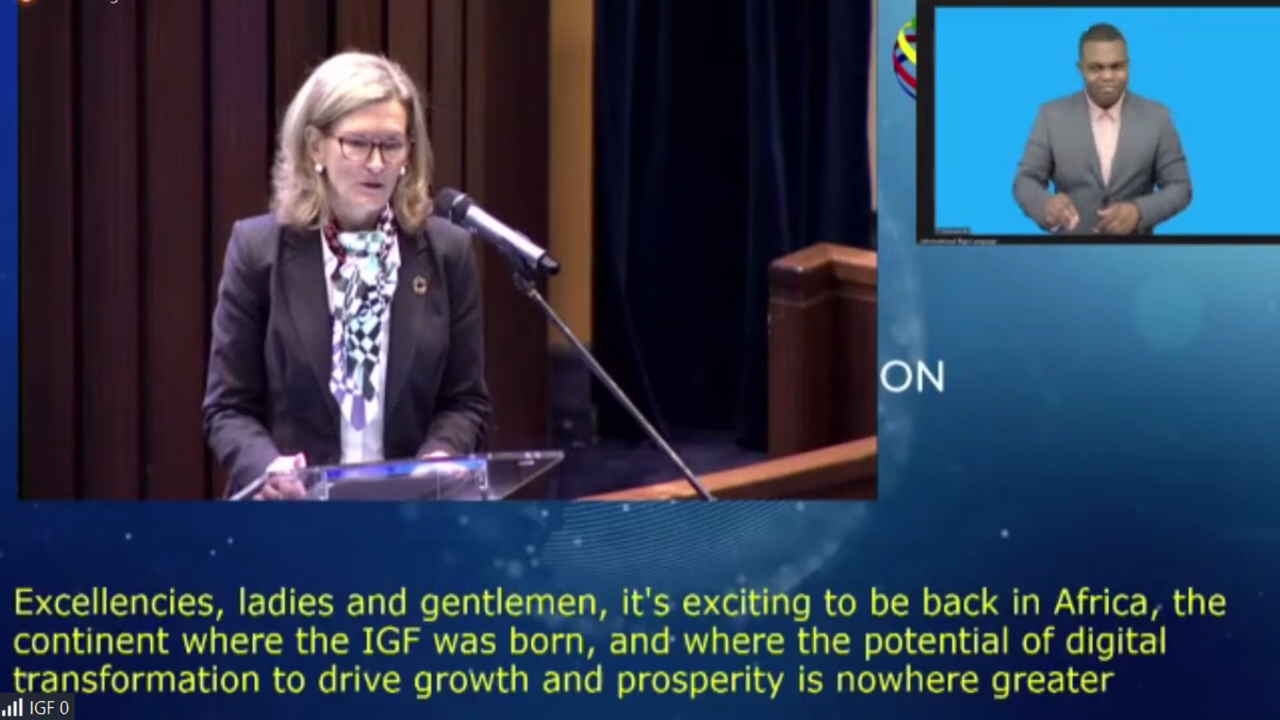 ON
Excellencies, ladies and gentlemen, it's exciting to be back in Africa, the
continent where the IGF was born, and where the potential of digital
transformation to drive growth and prosperity is nowhere greater
IGF 0